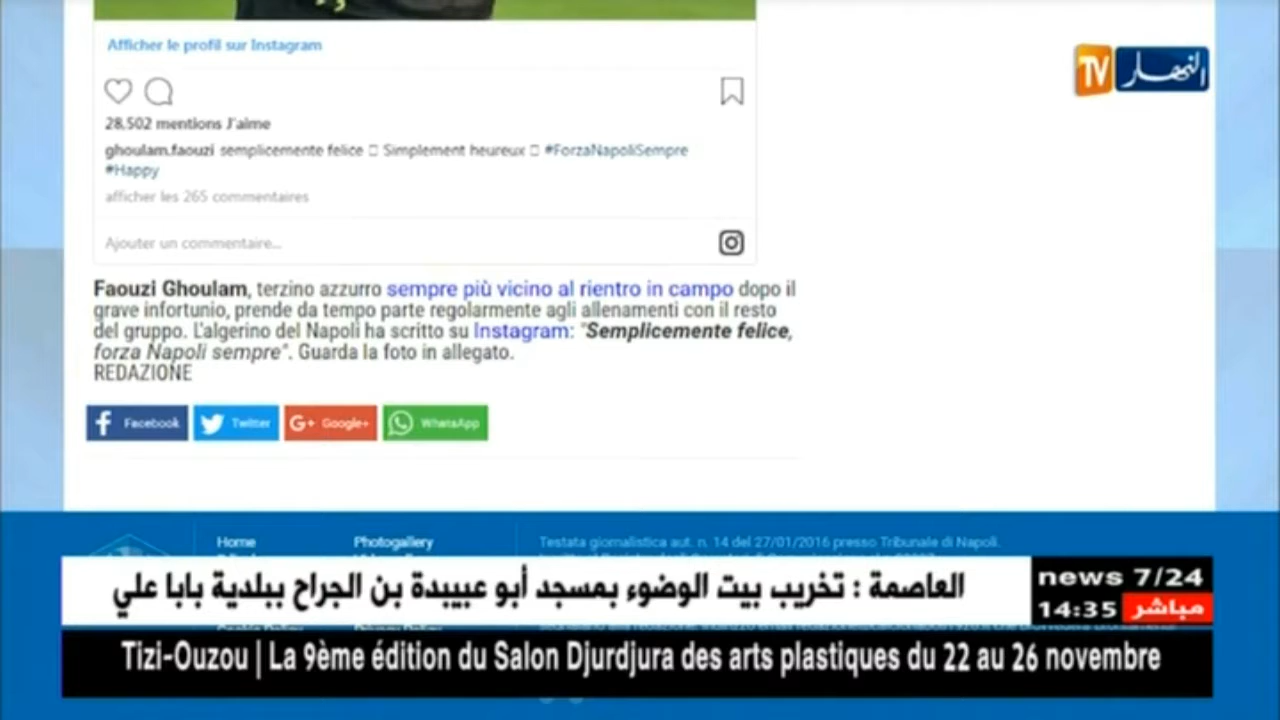 Afficher le profil sur Instagram
TV النهار
28,502 mentions J'aime
ghoulam.faouzi semplicemente felice Simplement heureux #ForzaNapoliSempre
#Happy
afficher les 265 commentaires
Ajouter un commentaire...
Faouzi Ghoulam, terzino azzurro sempre più vicino al rientro in campo dopo il
grave infortunio, prende da tempo parte regolarmente agli allenamenti con il resto
del gruppo. L'algerino del Napoli ha scritto su Instagram: "Semplicemente felice,
forza Napoli sempre". Guarda la foto in allegato.
REDAZIONE
Facebook Twitter G+ Google+ WhatsApp
Home Photogallery Testata giornalistica aut. n. 14 del 27/01/2016 presso Tribunale di Napoli.
العاصمة : تخريب بيت الوضوء بمسجد أبو عبيبدة بن الجراح ببلدية بابا علي
news 7/24
14:35 مباشر
Tizi-Ouzou | La 9ème édition du Salon Djurdjura des arts plastiques du 22 au 26 novembre